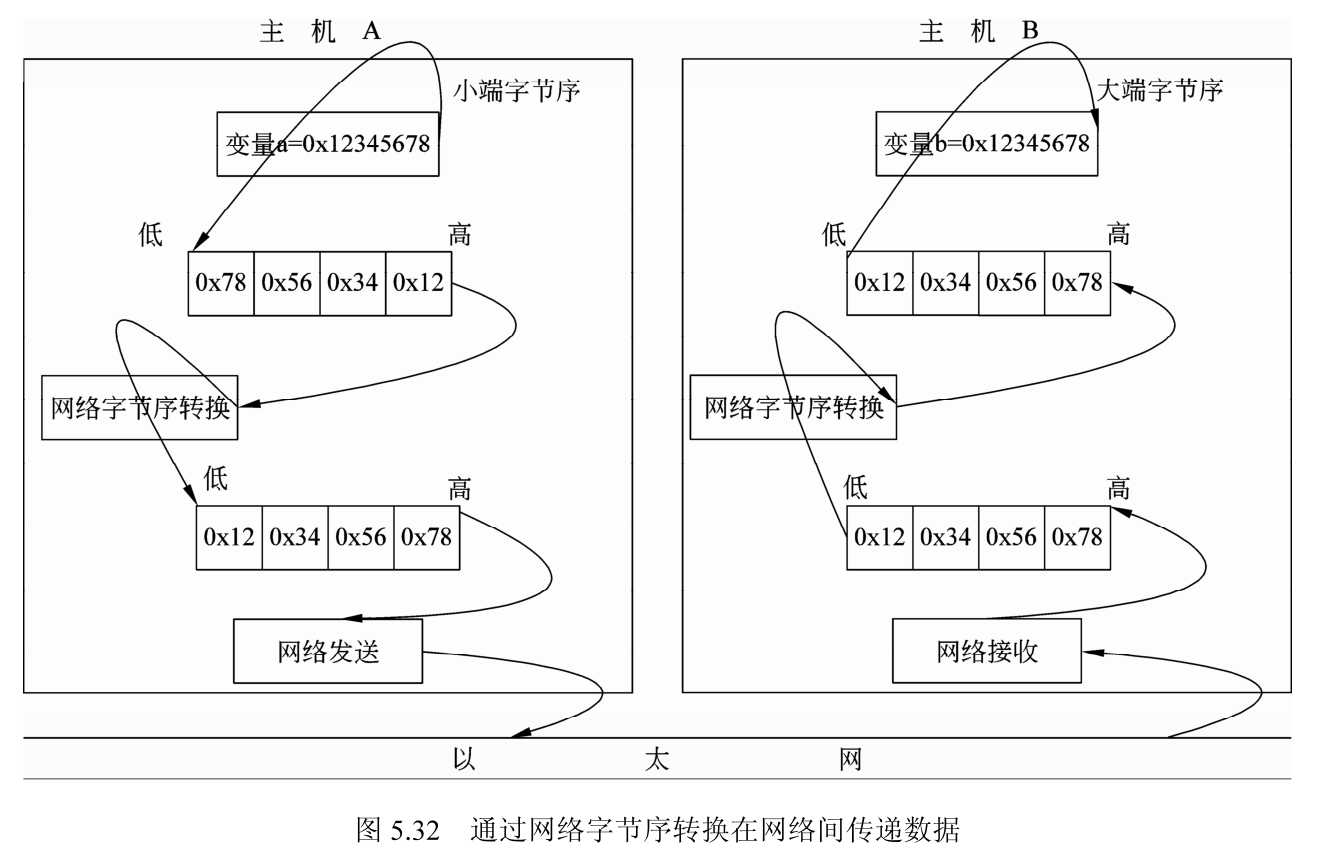 主 机 A
小端字节序
变量a=0x12345678
低 高
0x78 0x56 0x34 0x12
网络字节序转换
低 高
0x12 0x34 0x56 0x78
网络发送
主 机 B
大端字节序
变量b=0x12345678
低 高
0x12 0x34 0x56 0x78
网络字节序转换
低 高
0x12 0x34 0x56 0x78
网络接收
以 太 网
图 5.32 通过网络字节序转换在网络间传递数据